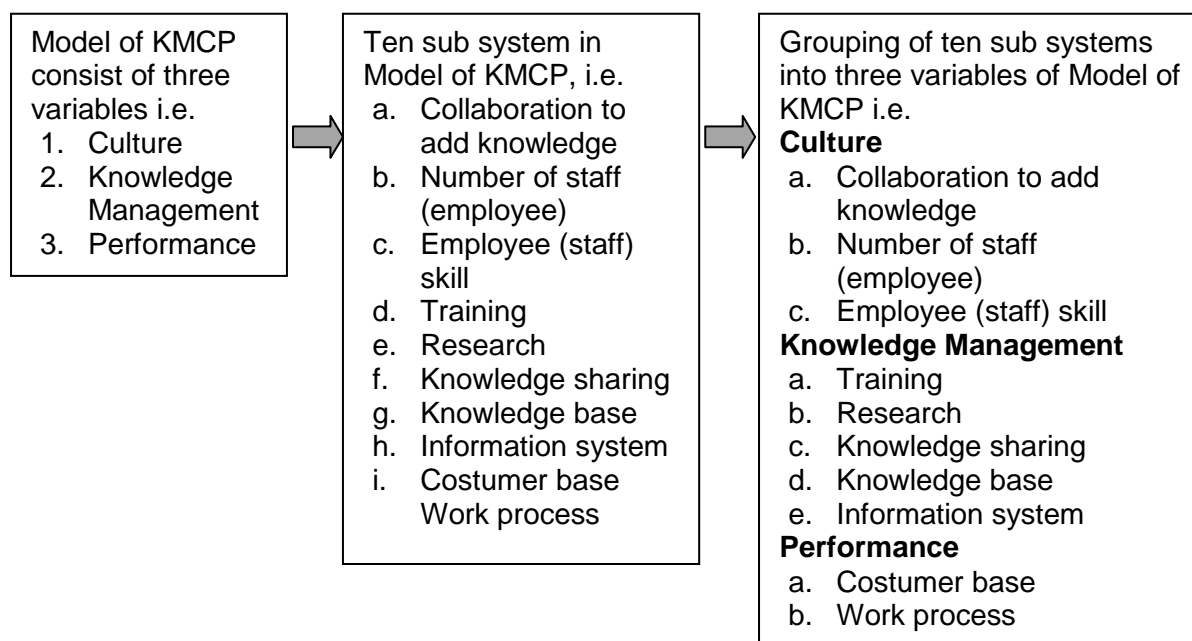 Model of KMCP
consist of three
variables i.e.
1. Culture
2. Knowledge
Management
3. Performance
Ten sub system in
Model of KMCP, i.e.
a. Collaboration to
add knowledge
b. Number of staff
(employee)
c. Employee (staff)
skill
d. Training
e. Research
f. Knowledge sharing
g. Knowledge base
h. Information system
i. Costumer base
Work process
Grouping of ten sub systems
into three variables of Model of
KMCP i.e.
Culture
a. Collaboration to add
knowledge
b. Number of staff
(employee)
c. Employee (staff) skill
Knowledge Management
a. Training
b. Research
c. Knowledge sharing
d. Knowledge base
e. Information system
Performance
a. Costumer base
b. Work process